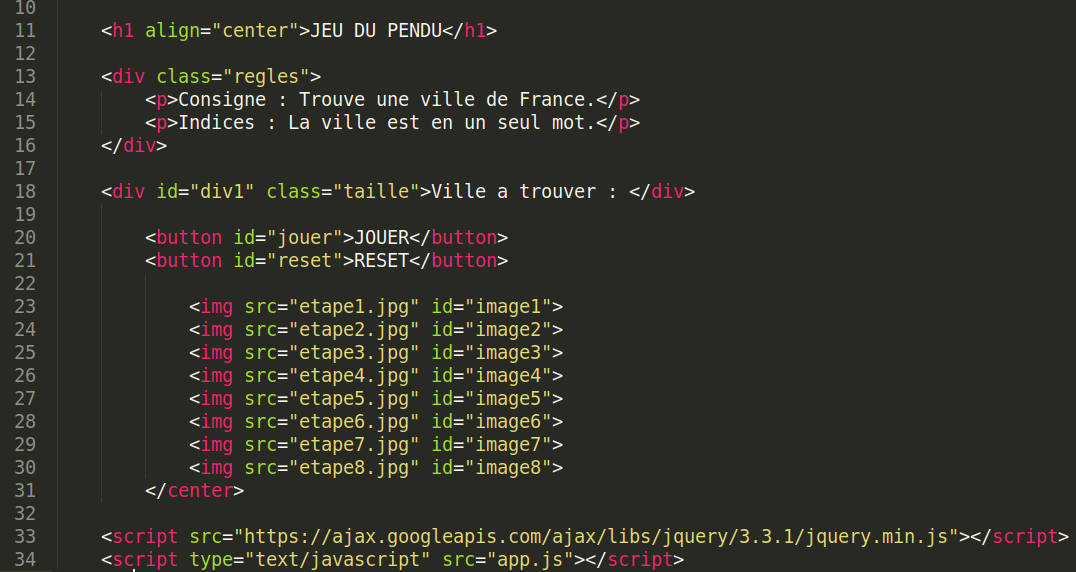 10
11 <h1 align="center">JEU DU PENDU</h1>
12
13 <div class="regles">
14 <p>Consigne : Trouve une ville de France.</p>
15 <p>Indices : La ville est en un seul mot.</p>
16 </div>
17
18 <div id="div1" class="taille">Ville a trouver : </div>
19
20 <button id="jouer">JOUER</button>
21 <button id="reset">RESET</button>
22
23 <img src="etape1.jpg" id="image1">
24 <img src="etape2.jpg" id="image2">
25 <img src="etape3.jpg" id="image3">
26 <img src="etape4.jpg" id="image4">
27 <img src="etape5.jpg" id="image5">
28 <img src="etape6.jpg" id="image6">
29 <img src="etape7.jpg" id="image7">
30 <img src="etape8.jpg" id="image8">
31 </center>
32
33 <script src="https://ajax.googleapis.com/ajax/libs/jquery/3.3.1/jquery.min.js"></script>
34 <script type="text/javascript" src="app.js"></script>